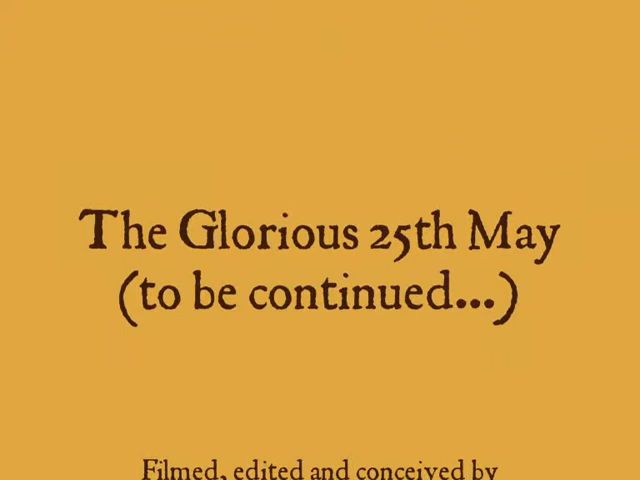 The Glorious 25th May
(to be continued...)
Filmed, edited and conceived by